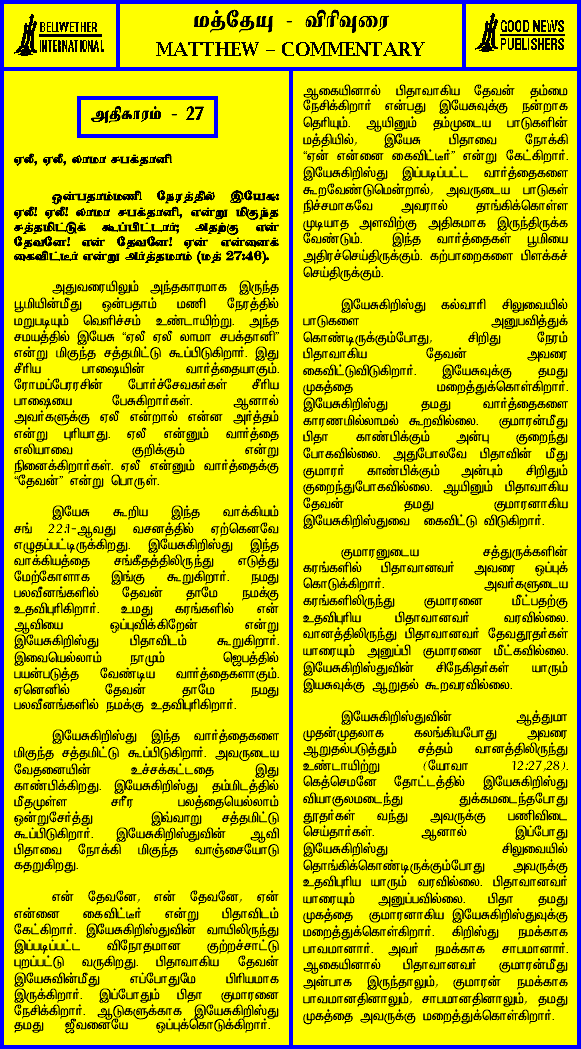 BELLWETHER
INTERNATIONAL
மத்தேயு - விரிவுரை
MATTHEW – COMMENTARY
GOOD NEWS
PUBLISHERS
அதிகாரம் - 27
ஏலீ, ஏலீ, லாமா சபக்தானி
ஒன்பதாம்மணி நேரத்தில் இயேசு:
ஏலீ! ஏலீ! லாமா சபக்தானி, என்று மிகுந்த
சத்தமிட்டுக் கூப்பிட்டார்; அதற்கு என்
தேவனே! என் தேவனே! ஏன் என்னைக்
கைவிட்டீர் என்று அர்த்தமாம் (மத் 27:46).
அதுவரையிலும் அந்தகாரமாக இருந்த
பூமியின்மீது ஒன்பதாம் மணி நேரத்தில்
மறுபடியும் வெளிச்சம் உண்டாயிற்று. அந்த
சமயத்தில் இயேசு “ஏலீ ஏலீ லாமா சபக்தானி”
என்று மிகுந்த சத்தமிட்டு கூப்பிடுகிறார். இது
சீரிய பாஷையின் வார்த்தையாகும்.
ரோமப்பேரரசின் போர்ச்சேவகர்கள் சீரிய
பாஷையை பேசுகிறார்கள். ஆனால்
அவர்களுக்கு ஏலீ என்றால் என்ன அர்த்தம்
என்று புரியாது. ஏலீ என்னும் வார்த்தை
எலியாவை குறிக்கும் என்று
நினைக்கிறார்கள். ஏலீ என்னும் வார்த்தைக்கு
“தேவன்” என்று பொருள்.
இயேசு கூறிய இந்த வாக்கியம்
சங் 22:1-ஆவது வசனத்தில் ஏற்கெனவே
எழுதப்பட்டிருக்கிறது. இயேசுகிறிஸ்து இந்த
வாக்கியத்தை சங்கீதத்திலிருந்து எடுத்து
மேற்கோளாக இங்கு கூறுகிறார். நமது
பலவீனங்களில் தேவன் தாமே நமக்கு
உதவிபுரிகிறார். உமது கரங்களில் என்
ஆவியை ஒப்புவிக்கிறேன் என்று
இயேசுகிறிஸ்து பிதாவிடம் கூறுகிறார்.
இவையெல்லாம் நாமும் ஜெபத்தில்
பயன்படுத்த வேண்டிய வார்த்தைகளாகும்.
ஏனெனில் தேவன் தாமே நமது
பலவீனங்களில் நமக்கு உதவிபுரிகிறார்.
இயேசுகிறிஸ்து இந்த வார்த்தைகளை
மிகுந்த சத்தமிட்டு கூப்பிடுகிறார். அவருடைய
வேதனையின் உச்சக்கட்டதை இது
காண்பிக்கிறது. இயேசுகிறிஸ்து தம்மிடத்தில்
மீதமுள்ள சரீர பலத்தையெல்லாம்
ஒன்றுசேர்த்து இவ்வாறு சத்தமிட்டு
கூப்பிடுகிறார். இயேசுகிறிஸ்துவின் ஆவி
பிதாவை நோக்கி மிகுந்த வாஞ்சையோடு
கதறுகிறது.
என் தேவனே, என் தேவனே, ஏன்
என்னை கைவிட்டீர் என்று பிதாவிடம்
கேட்கிறார். இயேசுகிறிஸ்துவின் வாயிலிருந்து
இப்படிப்பட்ட விநோதமான குற்றச்சாட்டு
புறப்பட்டு வருகிறது. பிதாவாகிய தேவன்
இயேசுவின்மீது எப்போதுமே பிரியமாக
இருக்கிறார். இப்போதும் பிதா குமாரனை
நேசிக்கிறார். ஆடுகளுக்காக இயேசுகிறிஸ்து
தமது ஜீவனையே ஒப்புக்கொடுக்கிறார்.
ஆகையினால் பிதாவாகிய தேவன் தம்மை
நேசிக்கிறார் என்பது இயேசுவுக்கு நன்றாக
தெரியும். ஆயினும் தம்முடைய பாடுகளின்
மத்தியில், இயேசு பிதாவை நோக்கி
“ஏன் என்னை கைவிட்டீர்” என்று கேட்கிறார்.
இயேசுகிறிஸ்து இப்படிப்பட்ட வார்த்தைகளை
கூறவேண்டுமென்றால், அவருடைய பாடுகள்
நிச்சமாகவே அவரால் தாங்கிக்கொள்ள
முடியாத அளவிற்கு அதிகமாக இருந்திருக்க
வேண்டும். இந்த வார்த்தைகள் பூமியை
அதிரச்செய்திருக்கும். கற்பாறைகளை பிளக்கச்
செய்திருக்கும்.
இயேசுகிறிஸ்து கல்வாரி சிலுவையில்
பாடுகளை அனுபவித்துக்
கொண்டிருக்கும்போது, சிறிது நேரம்
பிதாவாகிய தேவன் அவரை
கைவிட்டுவிடுகிறார். இயேசுவுக்கு தமது
முகத்தை மறைத்துக்கொள்கிறார்.
இயேசுகிறிஸ்து தமது வார்த்தைகளை
காரணமில்லாமல் கூறவில்லை. குமாரன்மீது
பிதா காண்பிக்கும் அன்பு குறைந்து
போகவில்லை. அதுபோலவே பிதாவின் மீது
குமாரர் காண்பிக்கும் அன்பும் சிறிதும்
குறைந்துபோகவில்லை. ஆயினும் பிதாவாகிய
தேவன் தமது குமாரனாகிய
இயேசுகிறிஸ்துவை கைவிட்டு விடுகிறார்.
குமாரனுடைய சத்துருக்களின்
கரங்களில் பிதாவானவர் அவரை ஒப்புக்
கொடுக்கிறார். அவர்களுடைய
கரங்களிலிருந்து குமாரனை மீட்பதற்கு
உதவிபுரிய பிதாவானவர் வரவில்லை.
வானத்திலிருந்து பிதாவானவர் தேவதூதர்கள்
யாரையும் அனுப்பி குமாரனை மீட்கவில்லை.
இயேசுகிறிஸ்துவின் சிநேகிதர்கள் யாரும்
இயசுவுக்கு ஆறுதல் கூறவரவில்லை.
இயேசுகிறிஸ்துவின் ஆத்துமா
முதன்முதலாக கலங்கியபோது அவரை
ஆறுதல்படுத்தும் சத்தம் வானத்திலிருந்து
உண்டாயிற்று (யோவா 12:27,28).
கெத்செமனே தோட்டத்தில் இயேசுகிறிஸ்து
வியாகுலமடைந்து துக்கமடைந்தபோது
தூதர்கள் வந்து அவருக்கு பணிவிடை
செய்தார்கள். ஆனால் இப்போது
இயேசுகிறிஸ்து சிலுவையில்
தொங்கிக்கொண்டிருக்கும்போது அவருக்கு
உதவிபுரிய யாரும் வரவில்லை. பிதாவானவர்
யாரையும் அனுப்பவில்லை. பிதா தமது
முகத்தை குமாரனாகிய இயேசுகிறிஸ்துவுக்கு
மறைத்துக்கொள்கிறார். கிறிஸ்து நமக்காக
பாவமானார். அவர் நமக்காக சாபமானார்.
ஆகையினால் பிதாவானவர் குமாரன்மீது
அன்பாக இருந்தாலும், குமாரன் நமக்காக
பாவமானதினாலும், சாபமானதினாலும், தமது
முகத்தை அவருக்கு மறைத்துக்கொள்கிறார்.